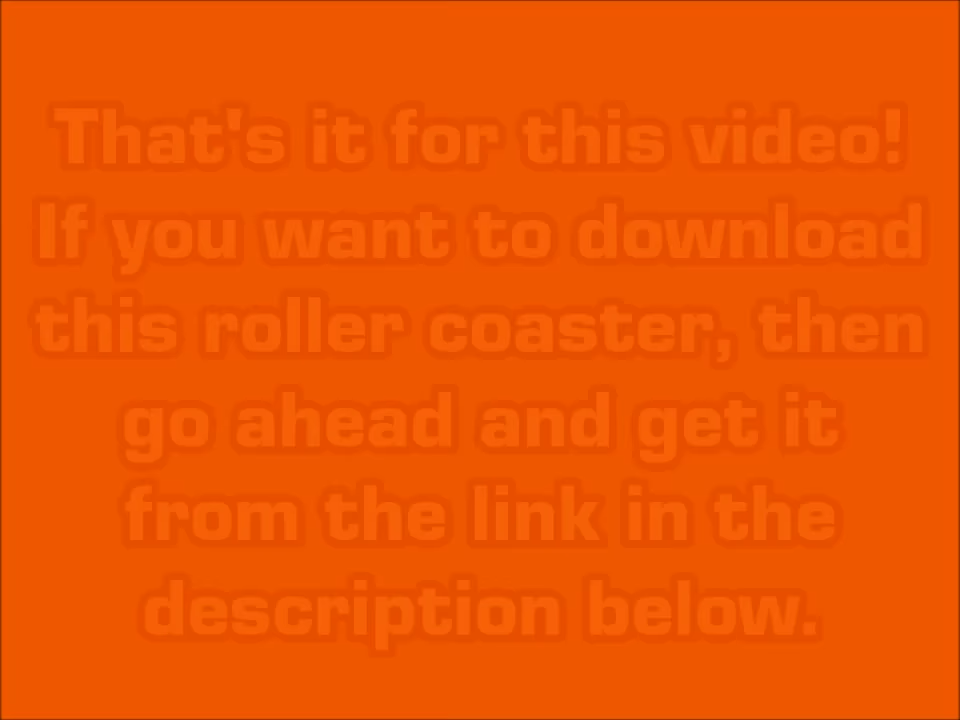 That's it for this video!
If you want to download
this roller coaster, then
go ahead and get it
from the link in the
description below.